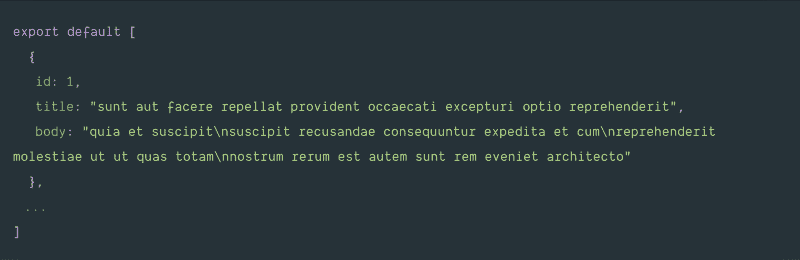 export default [
{
id: 1,
title: "sunt aut facere repellat provident occaecati excepturi optio reprehenderit",
body: "quia et suscipit\nsuscipit recusandae consequuntur expedita et cum\nreprehenderit
molestiae ut ut quas totam\nnostrum rerum est autem sunt rem eveniet architecto"
},
...
]